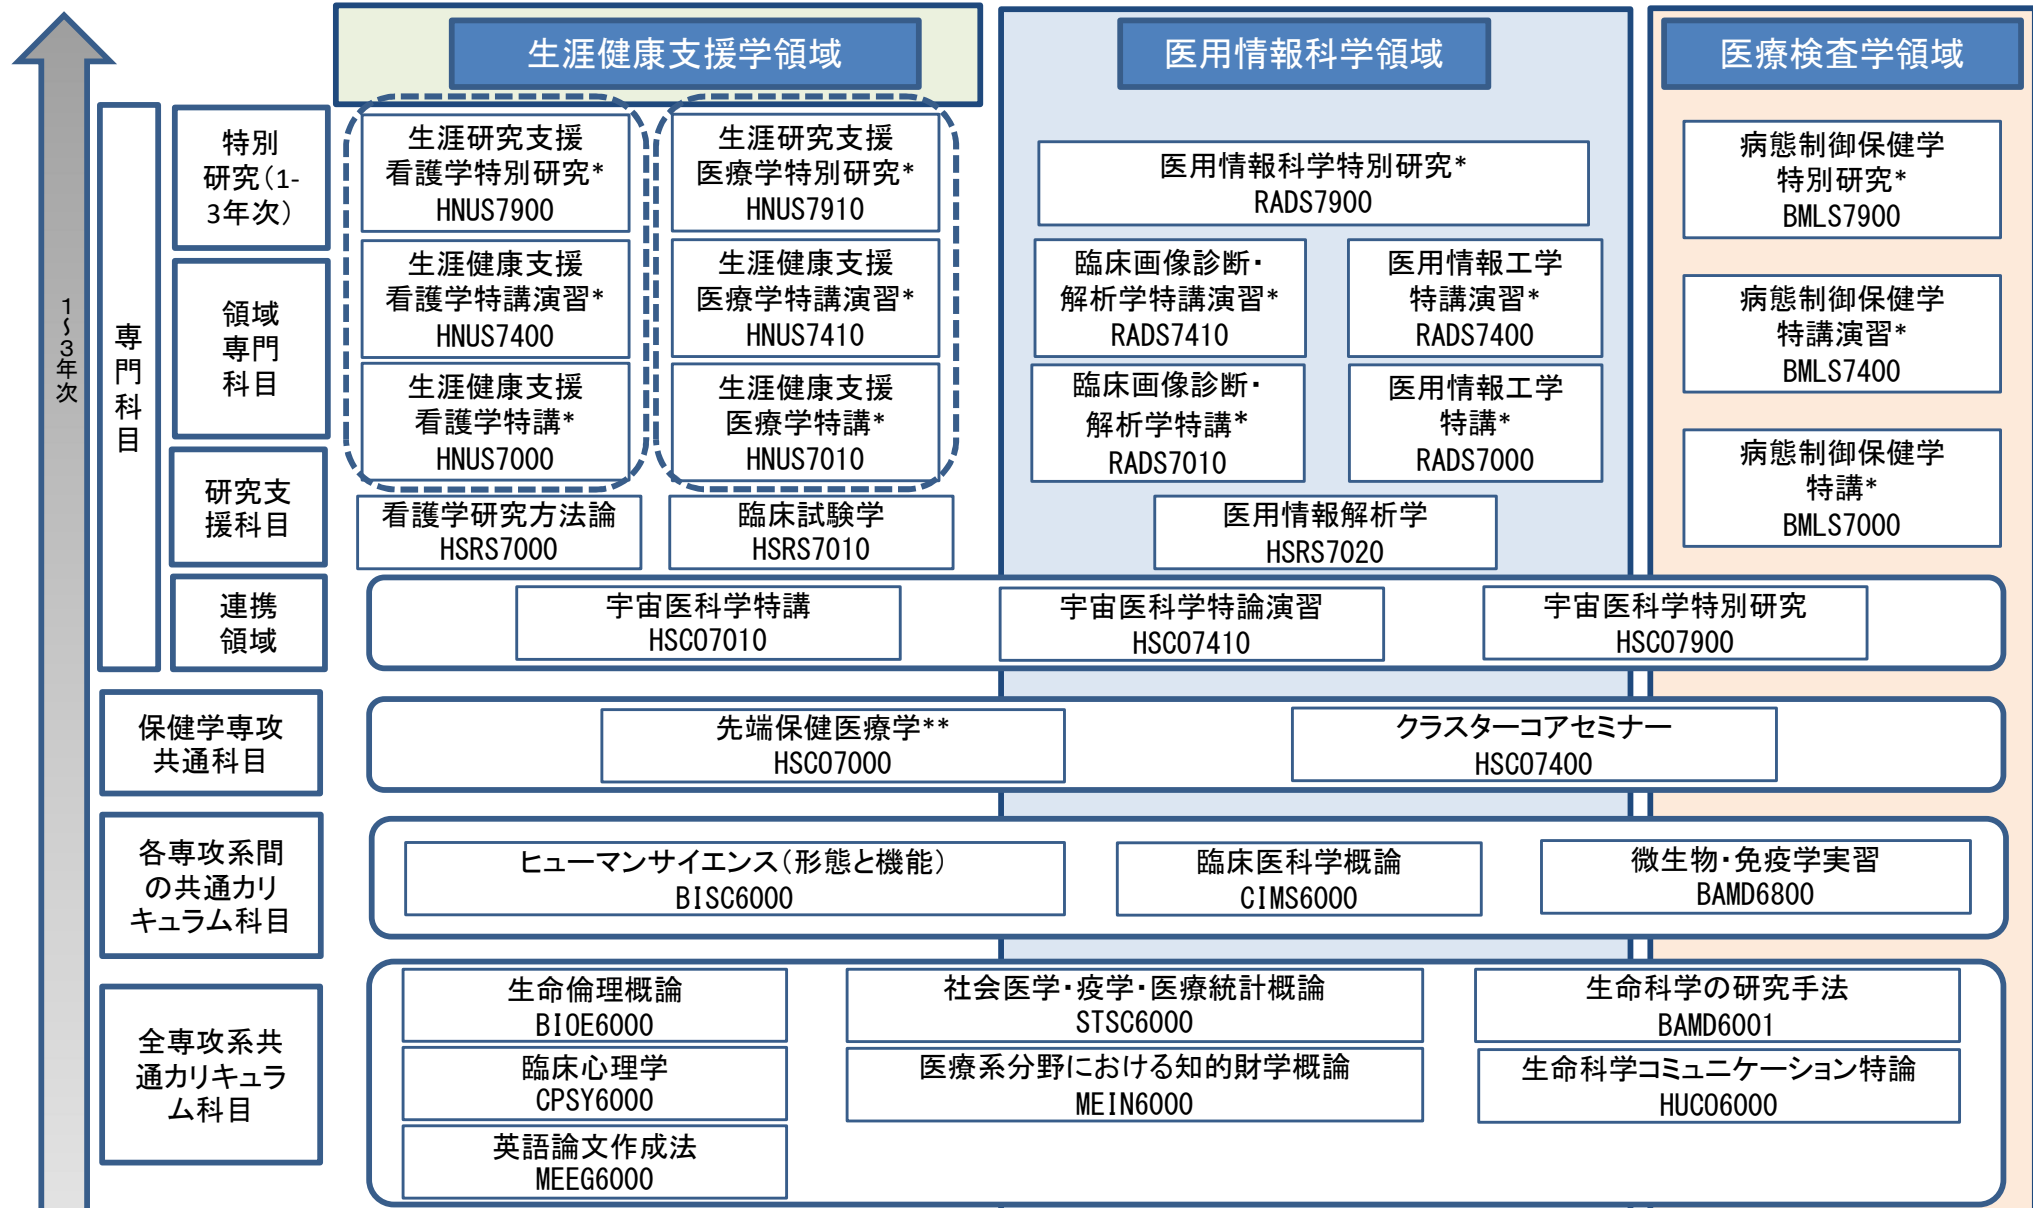 生涯健康支援学領域
医用情報科学領域
医療検査学領域
1～3年次
専門科目
特別
研究(1-
3年次)
生涯研究支援
看護学特別研究*
HNUS7900
生涯研究支援
医療学特別研究*
HNUS7910
医用情報科学特別研究*
RADS7900
病態制御保健学
特別研究*
BMLS7900
領域
専門
科目
生涯健康支援
看護学特講演習*
HNUS7400
生涯健康支援
医療学特講演習*
HNUS7410
臨床画像診断・
解析学特講演習*
RADS7410
医用情報工学
特講演習*
RADS7400
病態制御保健学
特講演習*
BMLS7400
生涯健康支援
看護学特講*
HNUS7000
生涯健康支援
医療学特講*
HNUS7010
臨床画像診断・
解析学特講*
RADS7010
医用情報工学
特講*
RADS7000
病態制御保健学
特講*
BMLS7000
研究支
援科目
看護学研究方法論
HSRS7000
臨床試験学
HSRS7010
医用情報解析学
HSRS7020
連携
領域
宇宙医科学特講
HSCO7010
宇宙医科学特論演習
HSCO7410
宇宙医科学特別研究
HSCO7900
保健学専攻
共通科目
先端保健医療学**
HSCO7000
クラスターコアセミナー
HSCO7400
各専攻系間
の共通カリ
キュラム科目
ヒューマンサイエンス(形態と機能)
BISC6000
臨床医科学概論
CIMS6000
微生物・免疫学実習
BAMD6800
全専攻系共
通カリキュラ
ム科目
生命倫理概論
BIOE6000
社会医学・疫学・医療統計概論
STSC6000
生命科学の研究手法
BAMD6001
臨床心理学
CPSY6000
医療系分野における知的財学概論
MEIN6000
生命科学コミュニケーション特論
HUCO6000
英語論文作成法
MEEG6000